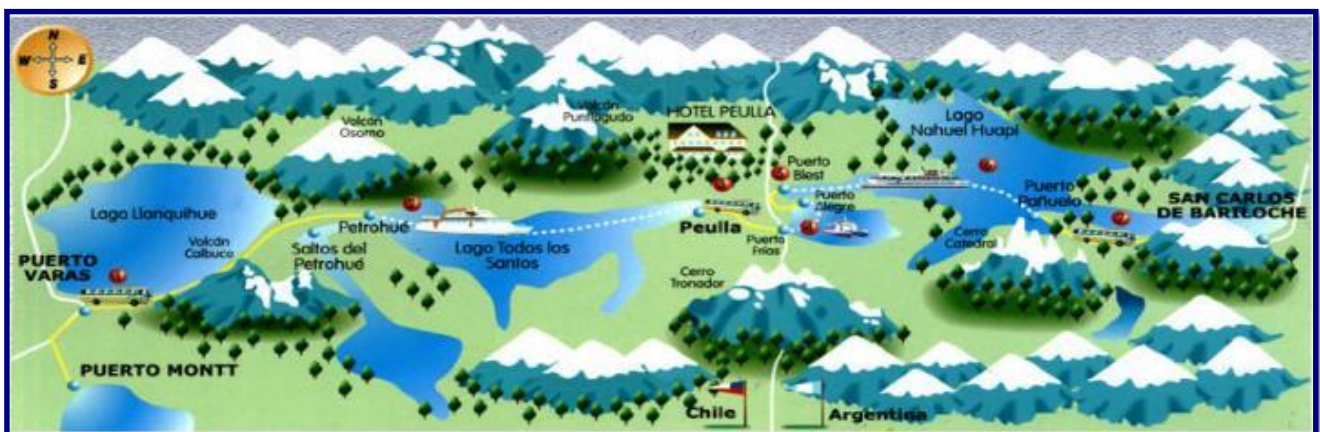 N
W E
S
HOTEL PEULLA
Volcán
Osorno
Volcán
Puntiagudo
Lago
Nahuel Huapi
Puerto
Blest
Puerto
Alegre
Puerto
Pañuelo
SAN CARLOS
DE BARILOCHE
Lago Llanquihue
Petrohué
Peulla
Puerto
Frías
Cerro
Catedral
Volcán
Calbuco
Saltos del
Petrohué
Lago Todos los
Santos
PUERTO
VARAS
Cerro
Tronador
PUERTO MONTT
Chile
Argentina